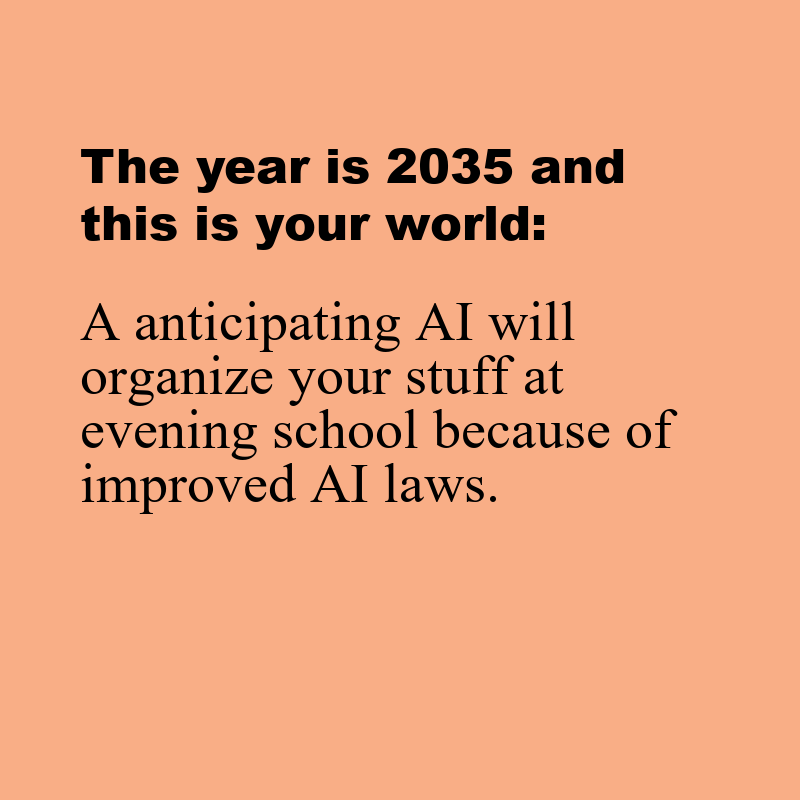 The year is 2035 and
this is your world:
A anticipating AI will
organize your stuff at
evening school because of
improved AI laws.